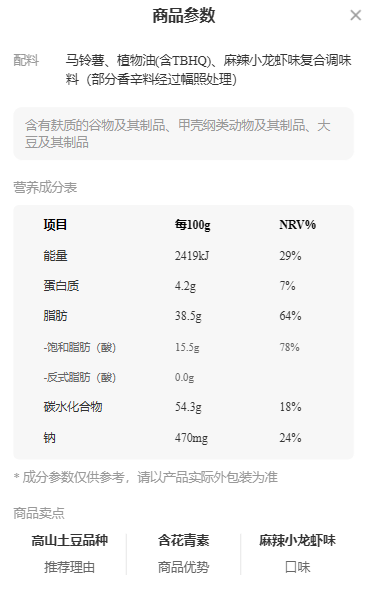 商品参数
配料 马铃薯、植物油(含TBHQ)、麻辣小龙虾味复合调味
料（部分香辛料经过幅照处理）
含有麸质的谷物及其制品、甲壳纲类动物及其制品、大
豆及其制品
营养成分表
项目 每100g NRV%
能量 2419kJ 29%
蛋白质 4.2g 7%
脂肪 38.5g 64%
-饱和脂肪（酸） 15.5g 78%
-反式脂肪（酸） 0.0g
碳水化合物 54.3g 18%
钠 470mg 24%
* 成分参数仅供参考，请以产品实际外包装为准
商品卖点
高山土豆品种 含花青素 麻辣小龙虾味
推荐理由 商品优势 口味